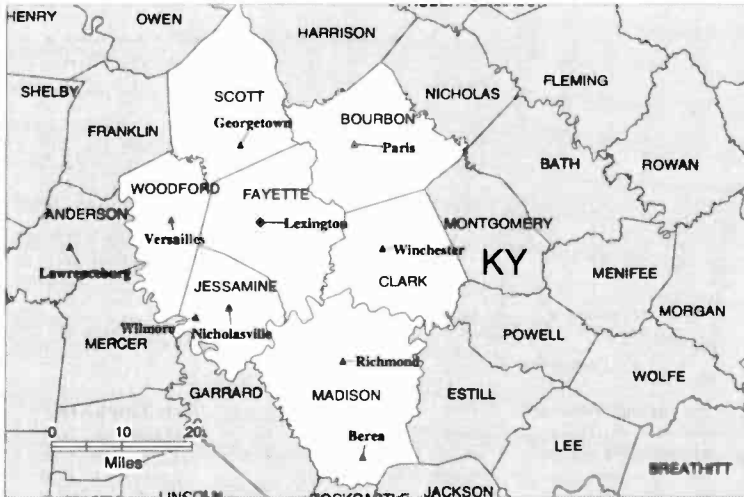 HENRY
OWEN
HARRISON
SHELBY
SCOTT
NICHOLAS
FLEMING
Georgetown
BOURBON
FRANKLIN
Paris
BATH
ROWAN
WOODFORD
FAYETTE
ANDERSON
MONTGOMERY
Lexington
Versailles
Winchester
KY
Lawrenceburg
MENIFEE
JESSAMINE
CLARK
MORGAN
Wilmore
Nicholasville
POWELL
MERCER
Richmond
WOLFE
GARRARD
MADISON
ESTILL
0 10 20
Berea
LEE
Miles
BREATHITT
JACKSON